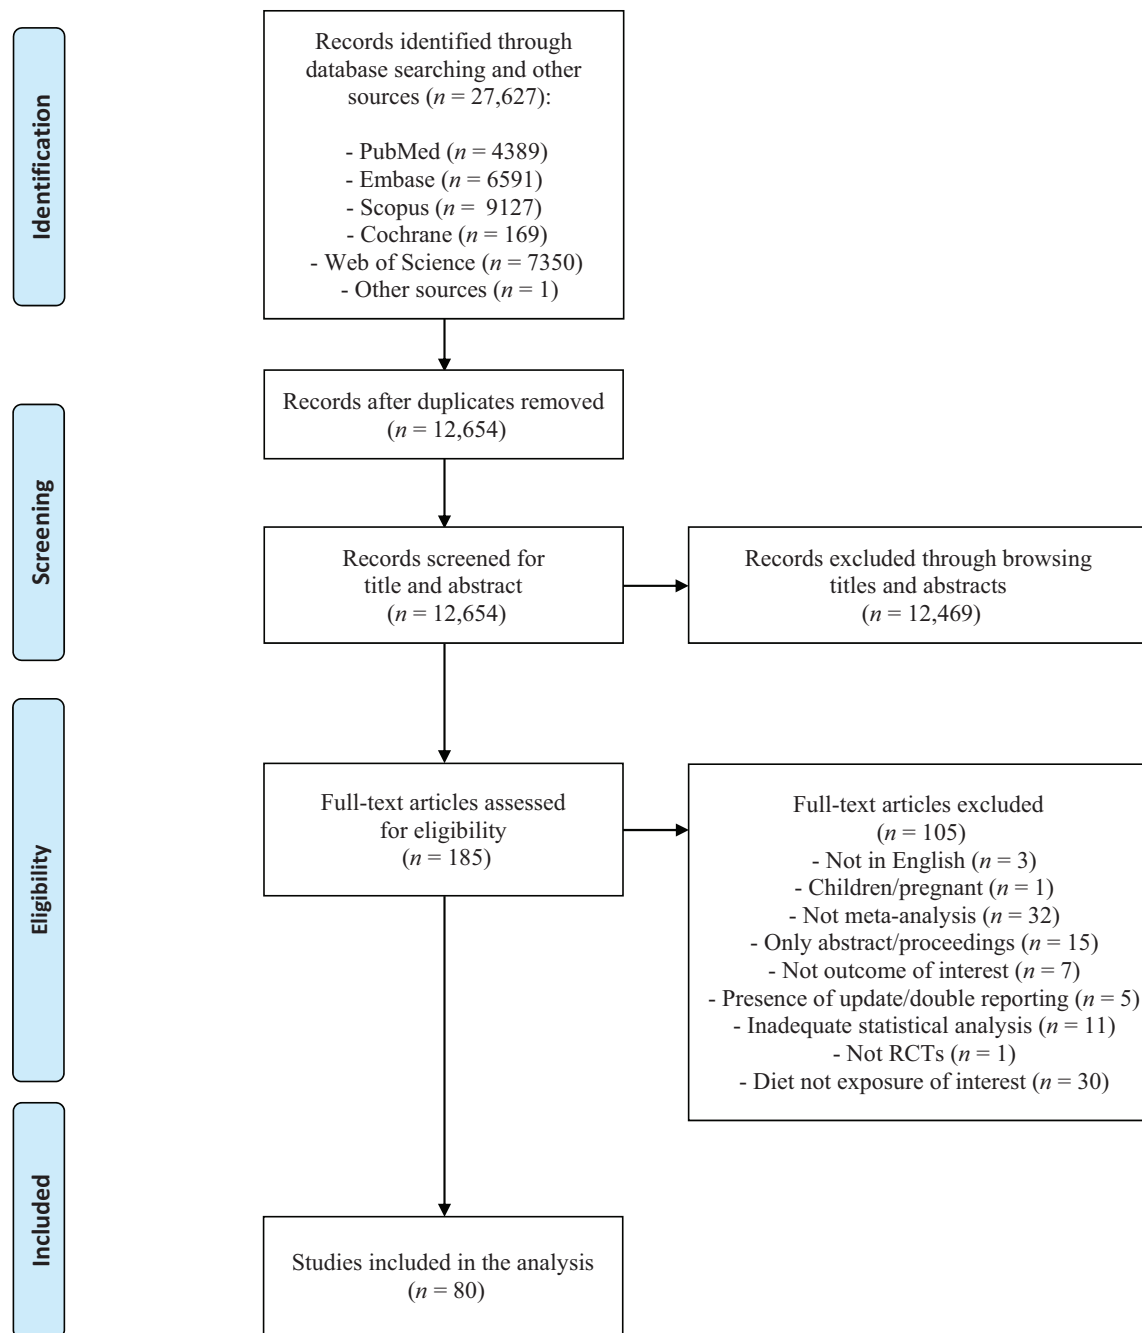 Identification
Records identified through
database searching and other
sources (n = 27,627):
- PubMed (n = 4389)
- Embase (n = 6591)
- Scopus (n =  9127)
- Cochrane (n = 169)
- Web of Science (n = 7350)
- Other sources (n = 1)
Screening
Records after duplicates removed
(n = 12,654)
Records screened for
title and abstract
(n = 12,654)
Records excluded through browsing
titles and abstracts
(n = 12,469)
Eligibility
Full-text articles assessed
for eligibility
(n = 185)
Full-text articles excluded
(n = 105)
- Not in English (n = 3)
- Children/pregnant (n = 1)
- Not meta-analysis (n = 32)
- Only abstract/proceedings (n = 15)
- Not outcome of interest (n = 7)
- Presence of update/double reporting (n = 5)
- Inadequate statistical analysis (n = 11)
- Not RCTs (n = 1)
- Diet not exposure of interest (n = 30)
Included
Studies included in the analysis
(n = 80)